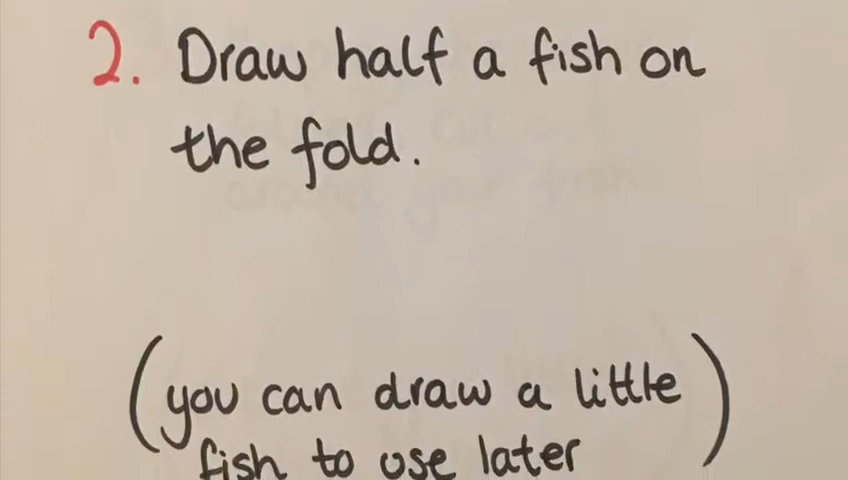 2. Draw half a fish on
the fold.
(you can draw a little
fish to use later)